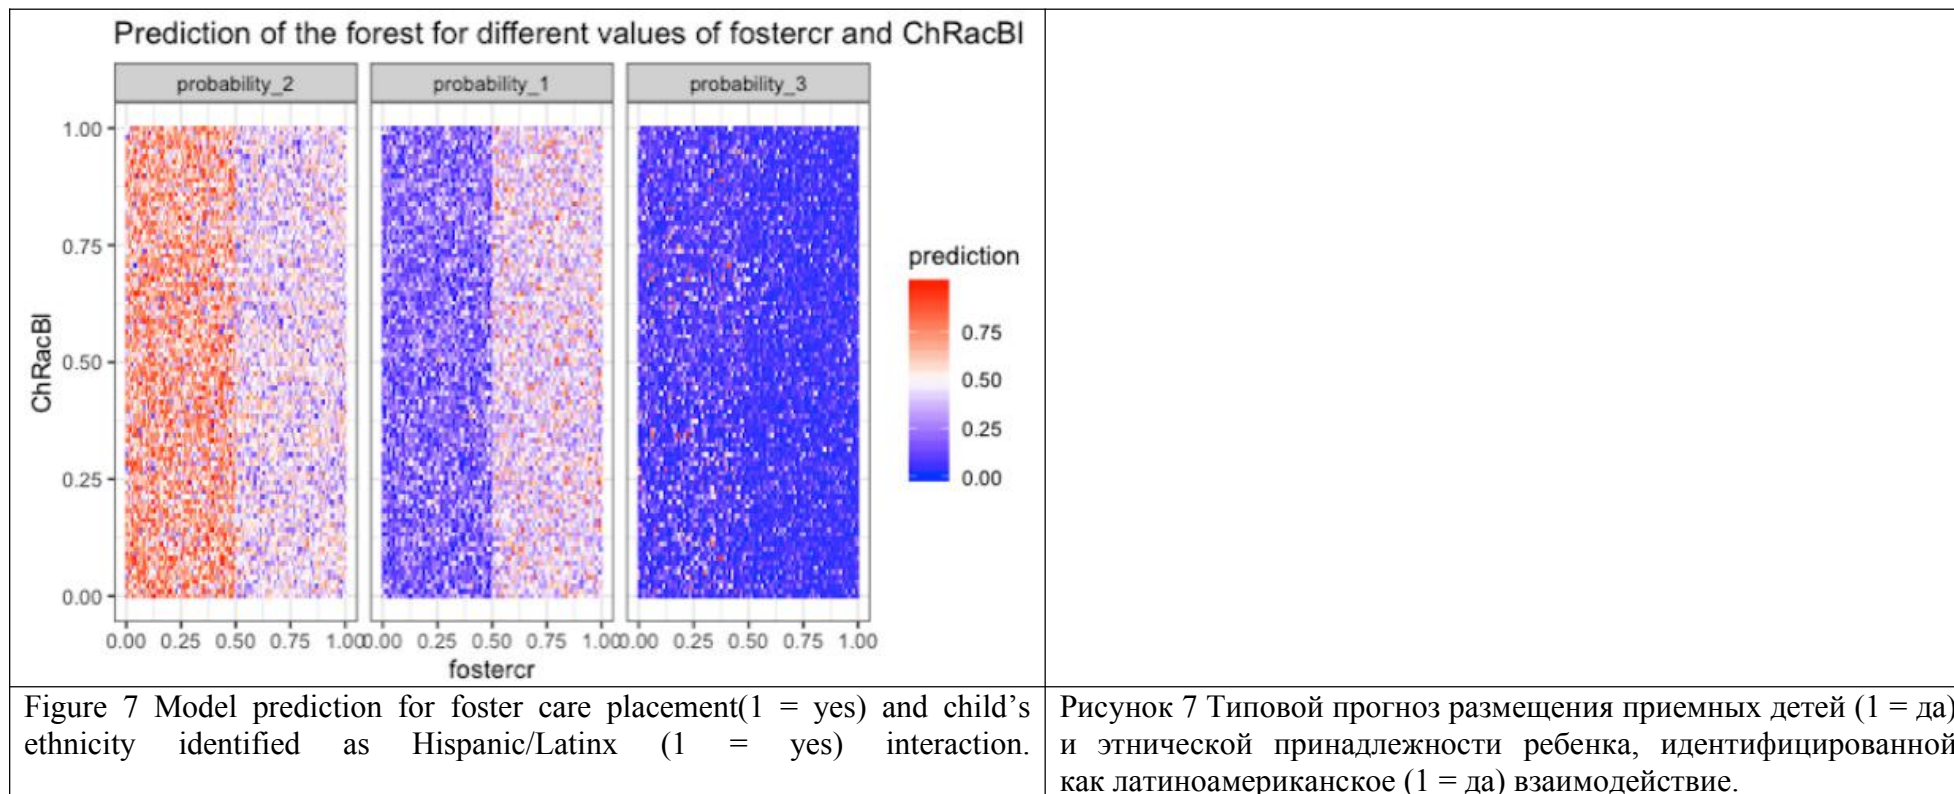 Prediction of the forest for different values of fostercr and ChRacBl
probability_2
probability_1
probability_3
1.00
0.75
0.50
0.25
0.00
ChRacBl
0.00 0.25 0.50 0.75 1.00
0.00 0.25 0.50 0.75 1.00
0.00 0.25 0.50 0.75 1.00
fostercr
prediction
0.75
0.50
0.25
0.00
Figure 7 Model prediction for foster care placement(1 = yes) and child’s
ethnicity identified as Hispanic/Latinx (1 = yes) interaction.
Рисунок 7 Типовой прогноз размещения приемных детей (1 = да)
и этнической принадлежности ребенка, идентифицированной
как латиноамериканское (1 = да) взаимодействие.